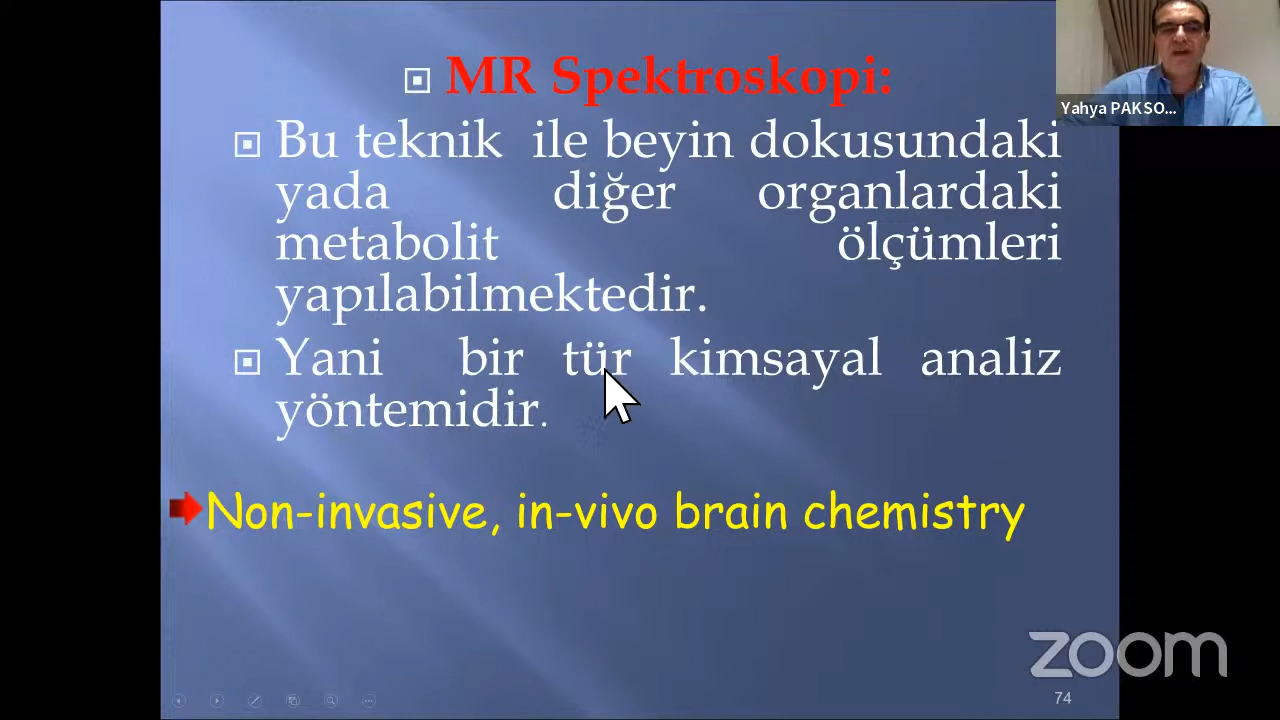 MR Spektroskopi:
Bu teknik ile beyin dokusundaki
yada diğer organlardaki
metabolit ölçümleri
yapılabilmektedir.
Yani bir tür kimsayal analiz
yöntemidir.
Non-invasive, in-vivo brain chemistry
Yahya PAKSO...
zoom
74